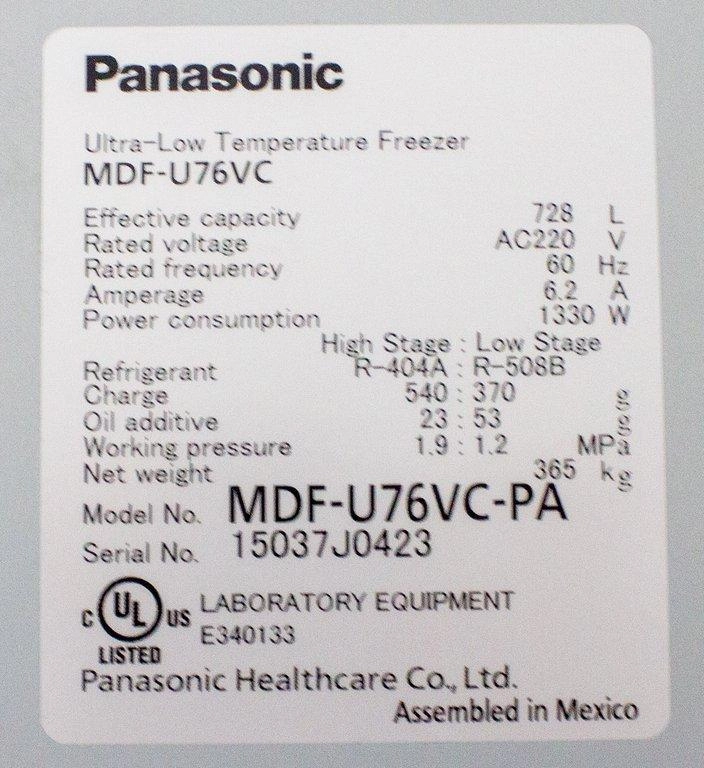 Panasonic
Ultra-Low Temperature Freezer
MDF-U76VC
Effective capacity 728 L
Rated voltage AC220 V
Rated frequency 60 Hz
Amperage 6.2 A
Power consumption 1330 W
High Stage : Low Stage
Refrigerant R-404A : R-508B
Charge 540 : 370 g
Oil additive 23 : 53 g
Working pressure 1.9 : 1.2 MPa
Net weight 365 kg
Model No. MDF-U76VC-PA
Serial No. 15037J0423
C UL US LABORATORY EQUIPMENT
E340133
LISTED
Panasonic Healthcare Co., Ltd.
Assembled in Mexico